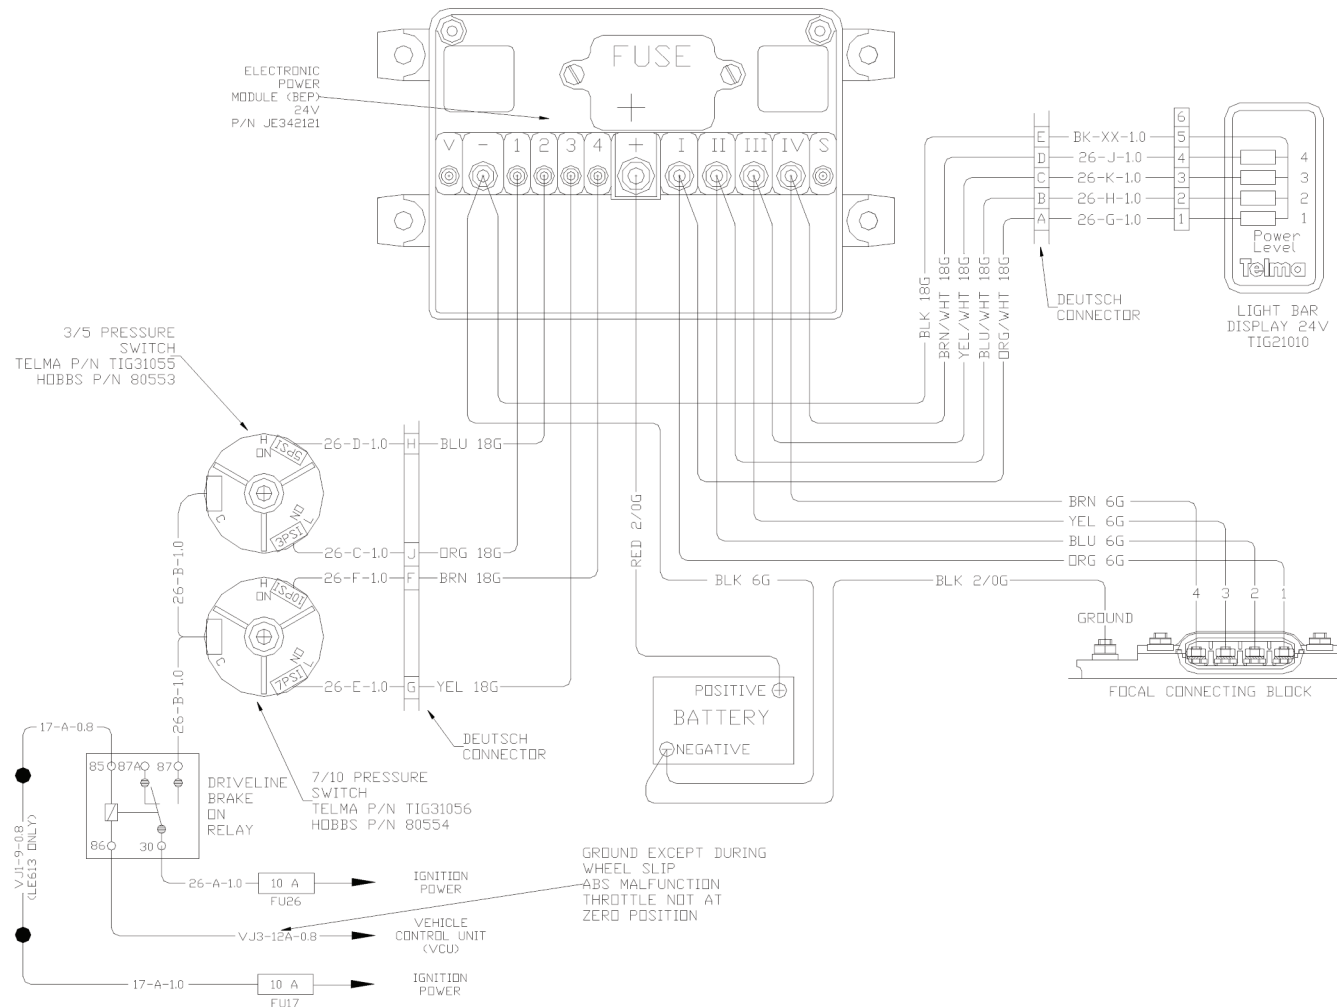 FUSE
+
ELECTRONIC
POWER
MODULE (BEP)
24V
P/N JE342121
V - 1 2 3 4 + I II III IV S
6
E BK-XX-1.0 5
D 26-J-1.0 4 4
C 26-K-1.0 3 3
B 26-H-1.0 2 2
A 26-G-1.0 1 1
Power
Level
Telma
LIGHT BAR
DISPLAY 24V
TIG21010
DEUTSCH
CONNECTOR
BLK 18G
BRN/WHT 18G
YEL/WHT 18G
BLU/WHT 18G
ORG/WHT 18G
3/5 PRESSURE
SWITCH
TELMA P/N TIG31055
HOBBS P/N 80553
H
NO
5PSI
C
NO
L
3PSI
26-D-1.0 H BLU 18G
26-C-1.0 J ORG 18G
26-F-1.0 F BRN 18G
26-E-1.0 G YEL 18G
26-B-1.0
H
NO
10PSI
C
NO
L
7PSI
26-B-1.0
DEUTSCH
CONNECTOR
7/10 PRESSURE
SWITCH
TELMA P/N TIG31056
HOBBS P/N 80554
RED 2/0G
BLK 6G
BLK 2/0G
BRN 6G
YEL 6G
BLU 6G
ORG 6G
4 3 2 1
GROUND
FOCAL CONNECTING BLOCK
POSITIVE
BATTERY
NEGATIVE
17-A-0.8
85 87A 87
86 30
DRIVELINE
BRAKE
ON
RELAY
VJ1-9-0.8
(LE613 ONLY)
26-A-1.0 10 A
FU26
IGNITION
POWER
VJ3-12A-0.8
VEHICLE
CONTROL UNIT
(VCU)
17-A-1.0 10 A
FU17
IGNITION
POWER
GROUND EXCEPT DURING
WHEEL SLIP
ABS MALFUNCTION
THROTTLE NOT AT
ZERO POSITION